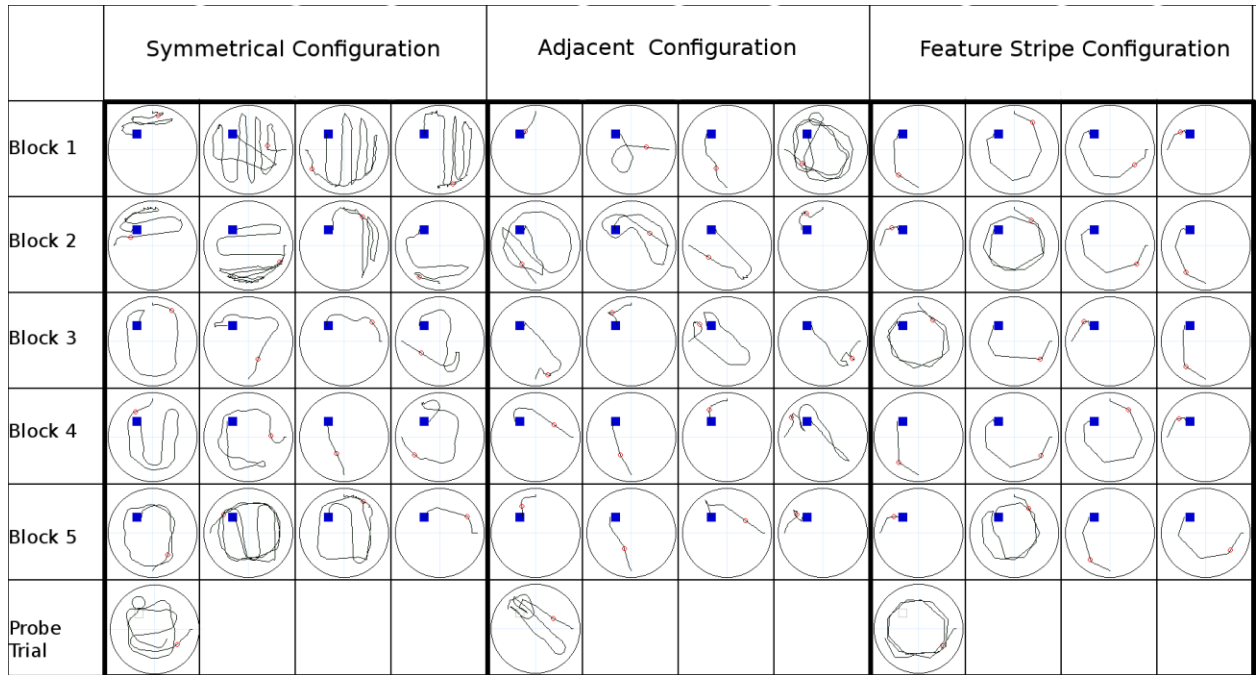 Symmetrical Configuration
Adjacent Configuration
Feature Stripe Configuration
Block 1
Block 2
Block 3
Block 4
Block 5
Probe
Trial